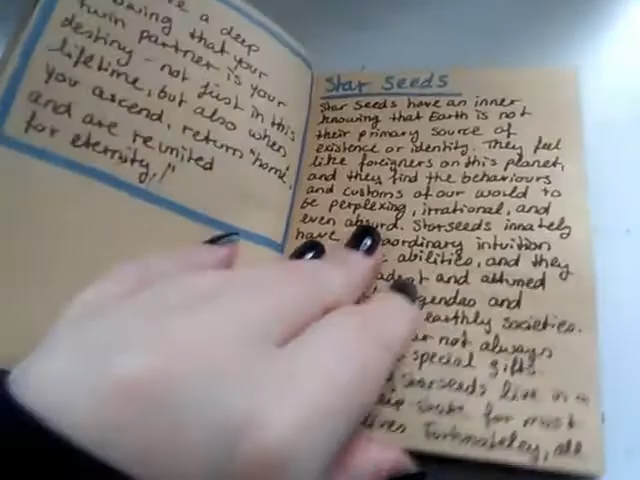 e a deep
owing that your
twin partner is your
destiny - not just in this
lifetime, but also when
you ascend, return "home",
and are reunited
for eternity!"
Star Seeds
Star Seeds have an inner
knowing that Earth is not
their primary source of
existence or identity. They feel
like foreigners on this planet,
and they find the behaviours
and customs of our world to
be perplexing, irrational, and
even absurd. Starseeds innately
have aordinary intuition
abilities, and they
and attuned
gendas and
earthly societies.
not always
special gifts.
Starseeds live in a
for most